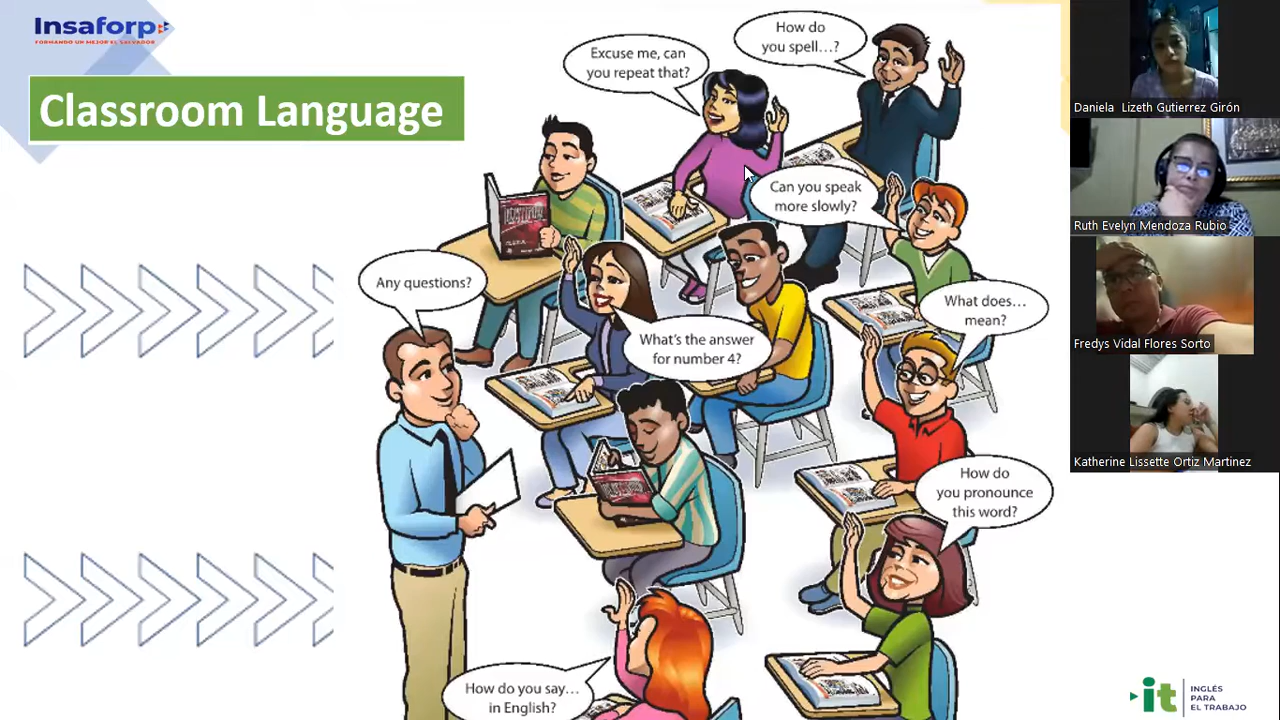 Insaforp
FORMANDO UN MEJOR EL SALVADOR
Classroom Language
How do
you spell...?
Excuse me, can
you repeat that?
Can you speak
more slowly?
Any questions?
What does...
mean?
What's the answer
for number 4?
How do
you pronounce
this word?
How do you say...
in English?
Daniela Lizeth Gutierrez Girón
Ruth Evelyn Mendoza Rubio
Fredys Vidal Flores Sorto
Katherine Lissette Ortiz Martinez
it
INGLÉS
PARA
EL TRABAJO